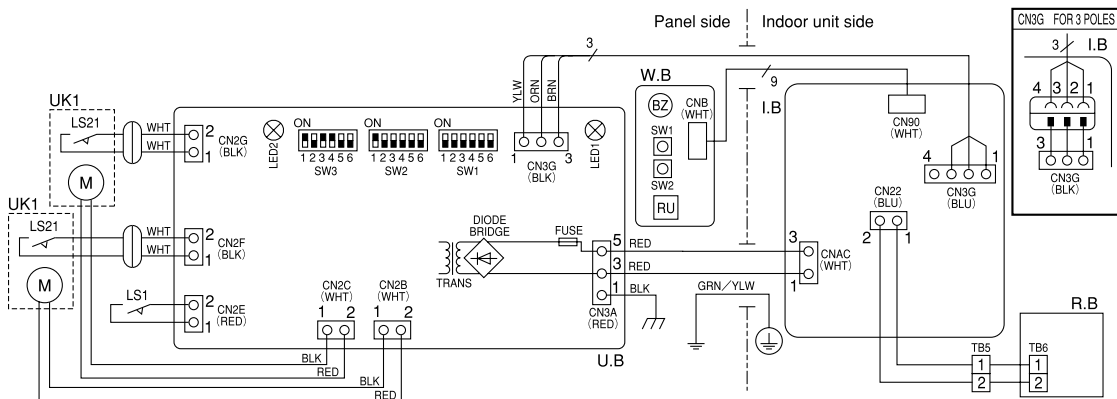 Panel side
Indoor unit side
CN3G FOR 3 POLES
3
I.B
4 3 2 1
3 1
CN3G
(BLK)
3
9
W.B
BZ
CNB
(WHT)
SW1
SW2
RU
I.B
CN90
(WHT)
4 1
CN3G
(BLU)
CN22
(BLU)
2 1
3
1
CNAC
(WHT)
UK1
LS21
WHT
WHT
2
1
CN2G
(BLK)
M
UK1
LS21
WHT
WHT
2
1
CN2F
(BLK)
M
LS1
2
1
CN2E
(RED)
LED2
ON
1 2 3 4 5 6
SW3
ON
1 2 3 4 5 6
SW2
ON
1 2 3 4 5 6
SW1
YLW
ORN
BRN
1 3
CN3G
(BLK)
LED1
TRANS
DIODE
BRIDGE
FUSE
5
3
1
RED
RED
BLK
CN3A
(RED)
CN2C
(WHT)
1 2
CN2B
(WHT)
1 2
BLK
RED
BLK
RED
U.B
GRN/YLW
R.B
TB5
1
2
TB6
1
2